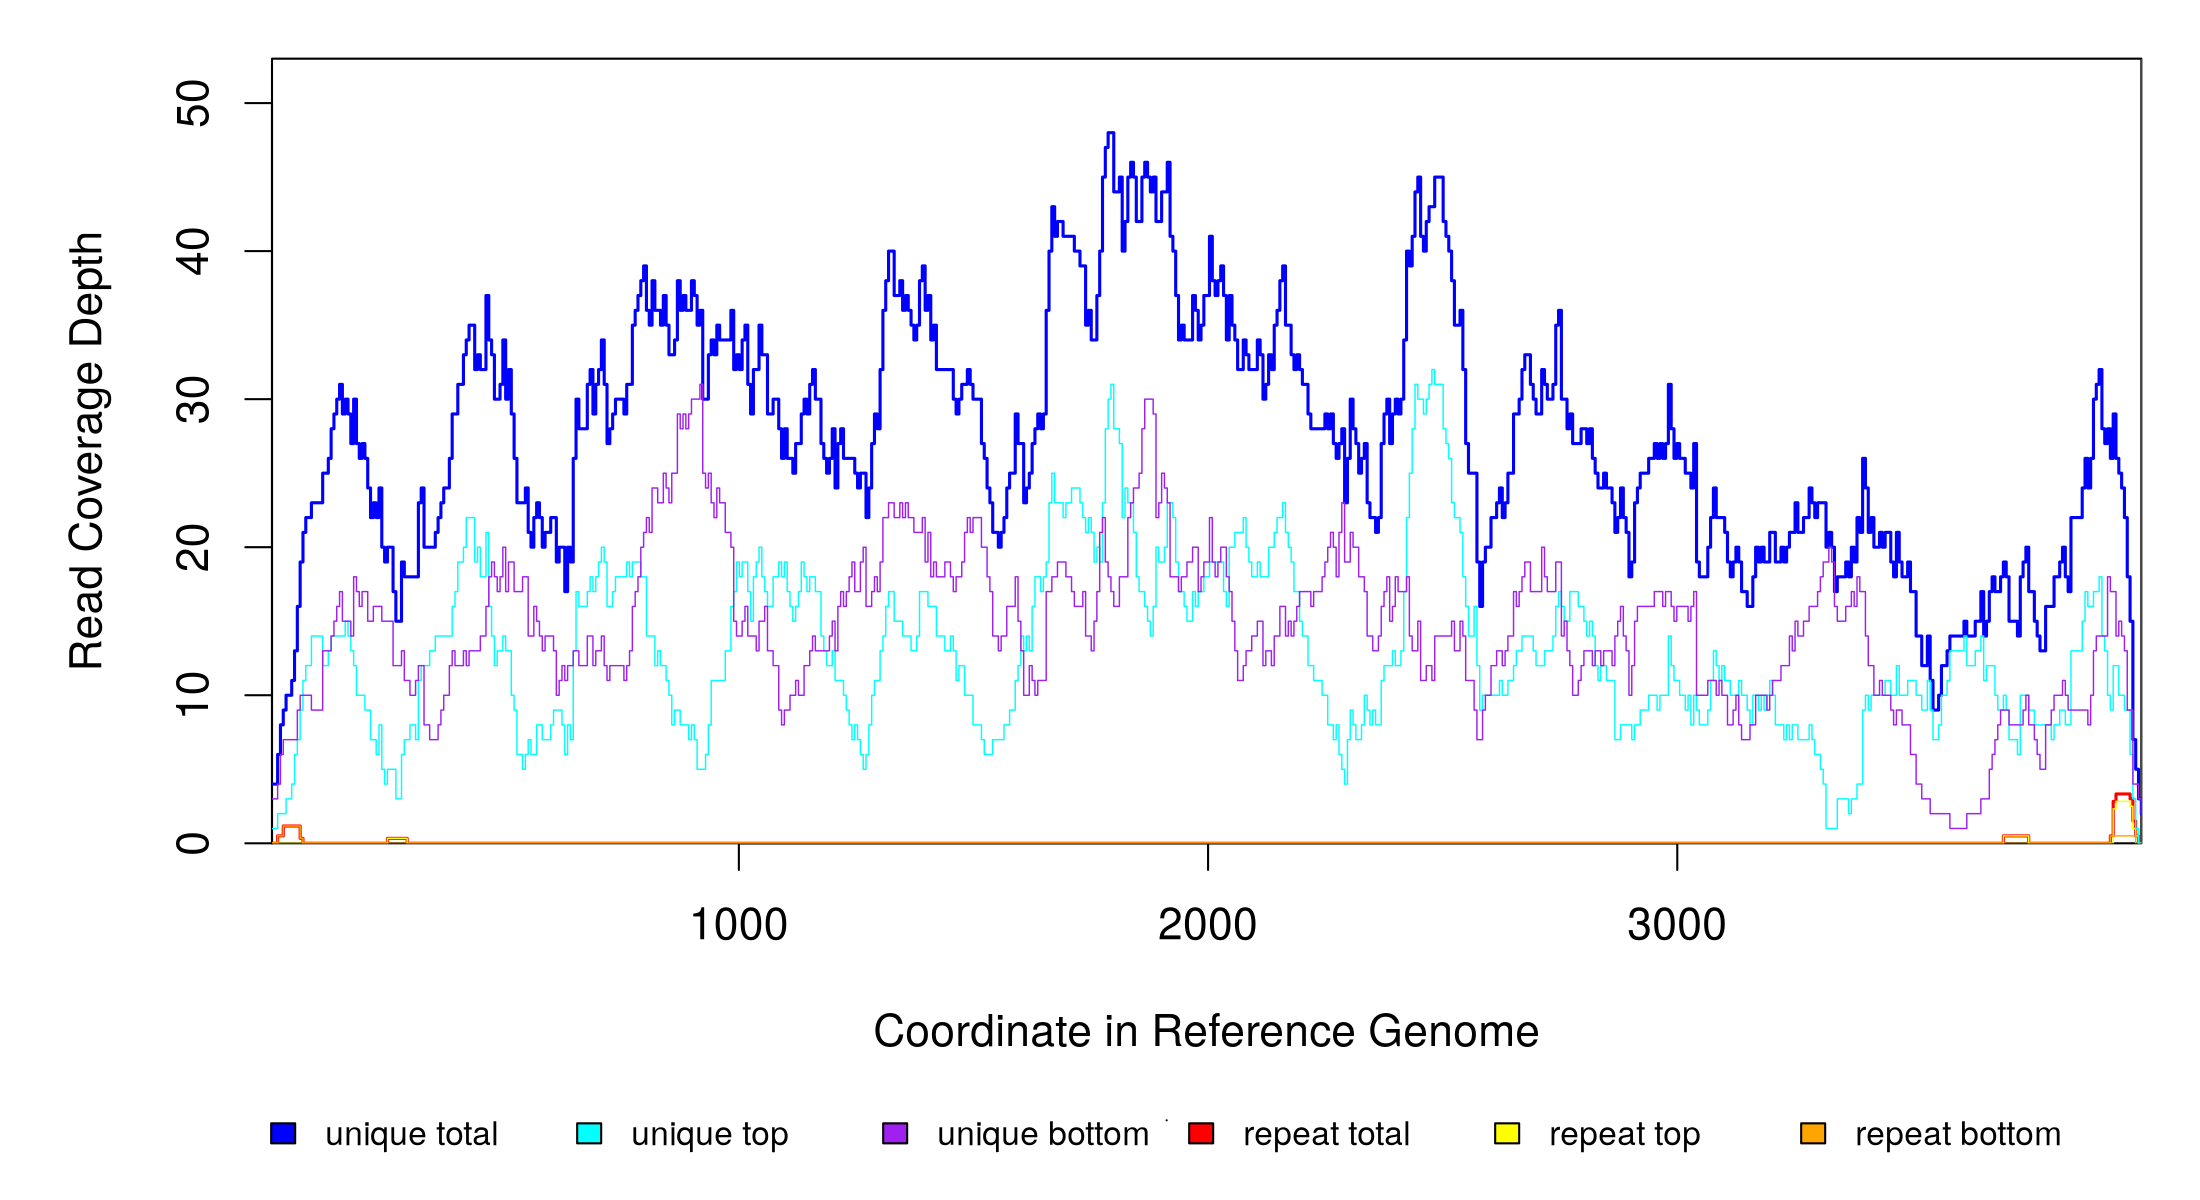 Read Coverage Depth
50
40
30
20
10
0
1000 2000 3000
Coordinate in Reference Genome
unique total unique top unique bottom repeat total repeat top repeat bottom